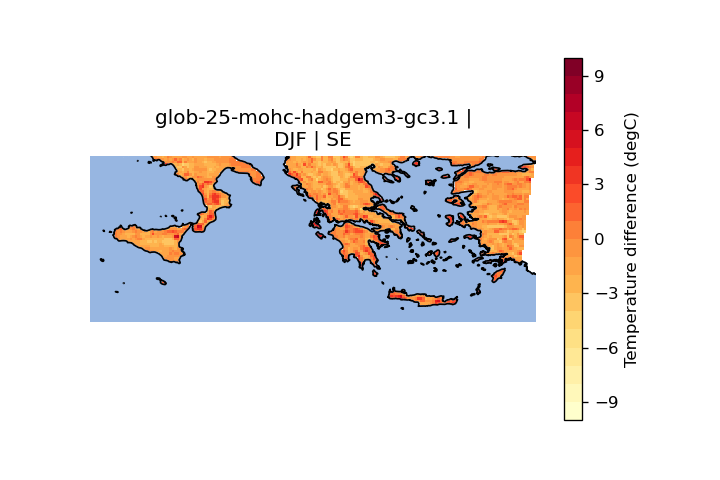 glob-25-mohc-hadgem3-gc3.1 |
DJF | SE
9
6
3
0
−3
−6
−9
Temperature difference (degC)